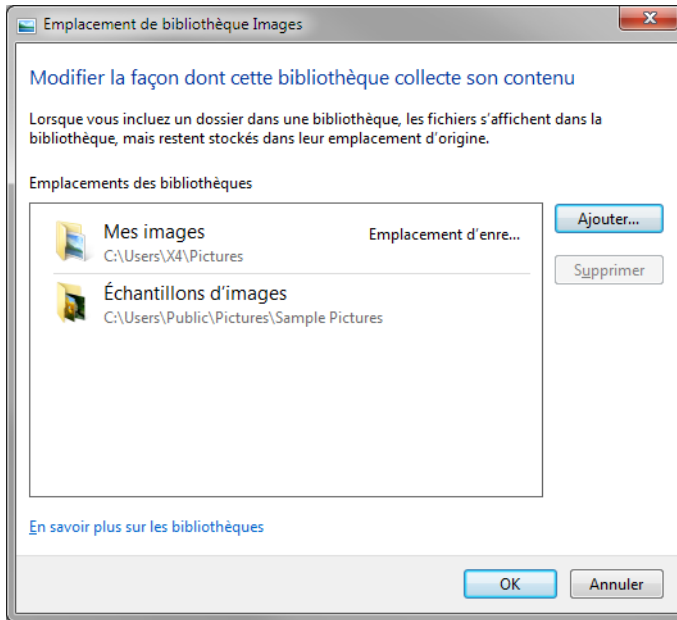 Emplacement de bibliothèque Images
Modifier la façon dont cette bibliothèque collecte son contenu
Lorsque vous incluez un dossier dans une bibliothèque, les fichiers s'affichent dans la
bibliothèque, mais restent stockés dans leur emplacement d'origine.
Emplacements des bibliothèques
Mes images
Emplacement d'enre...
C:\Users\X4\Pictures
Échantillons d'images
C:\Users\Public\Pictures\Sample Pictures
Ajouter...
Supprimer
En savoir plus sur les bibliothèques
OK
Annuler